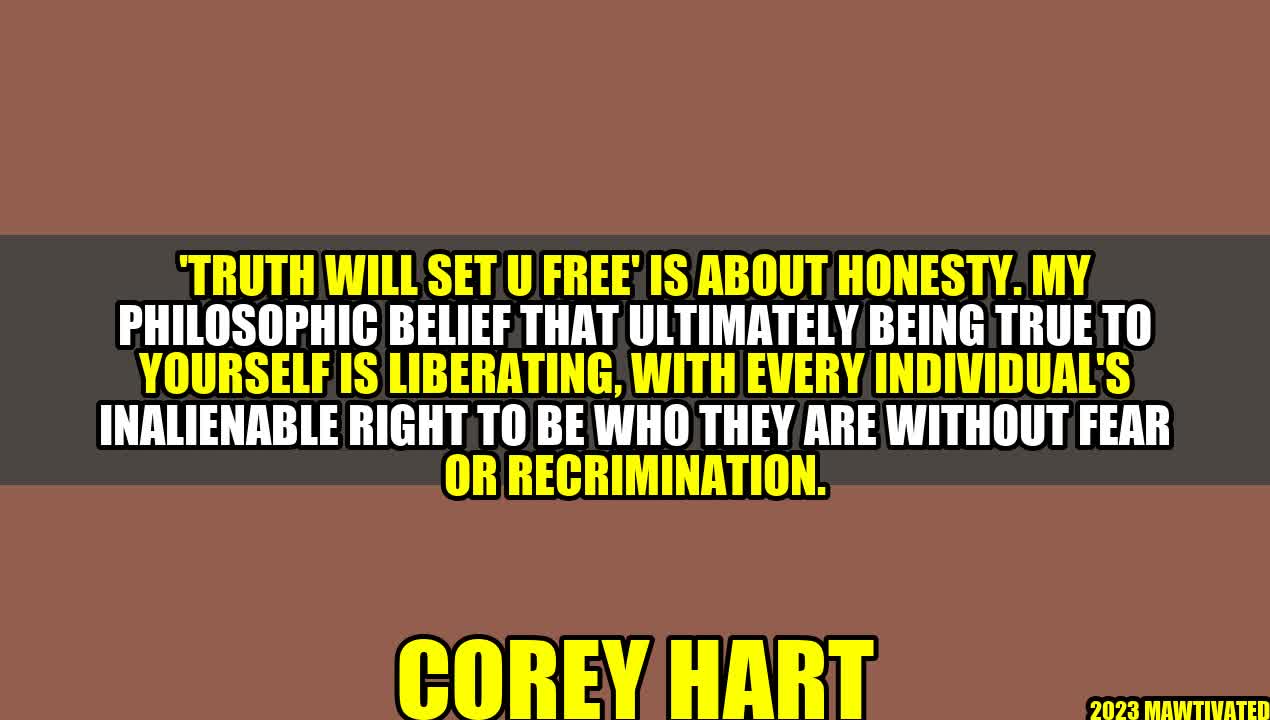 'TRUTH WILL SET U FREE' IS ABOUT HONESTY. MY
PHILOSOPHIC BELIEF THAT ULTIMATELY BEING TRUE TO
YOURSELF IS LIBERATING, WITH EVERY INDIVIDUAL'S
INALIENABLE RIGHT TO BE WHO THEY ARE WITHOUT FEAR
OR RECRIMINATION.
COREY HART
2023 MAWTIVATED